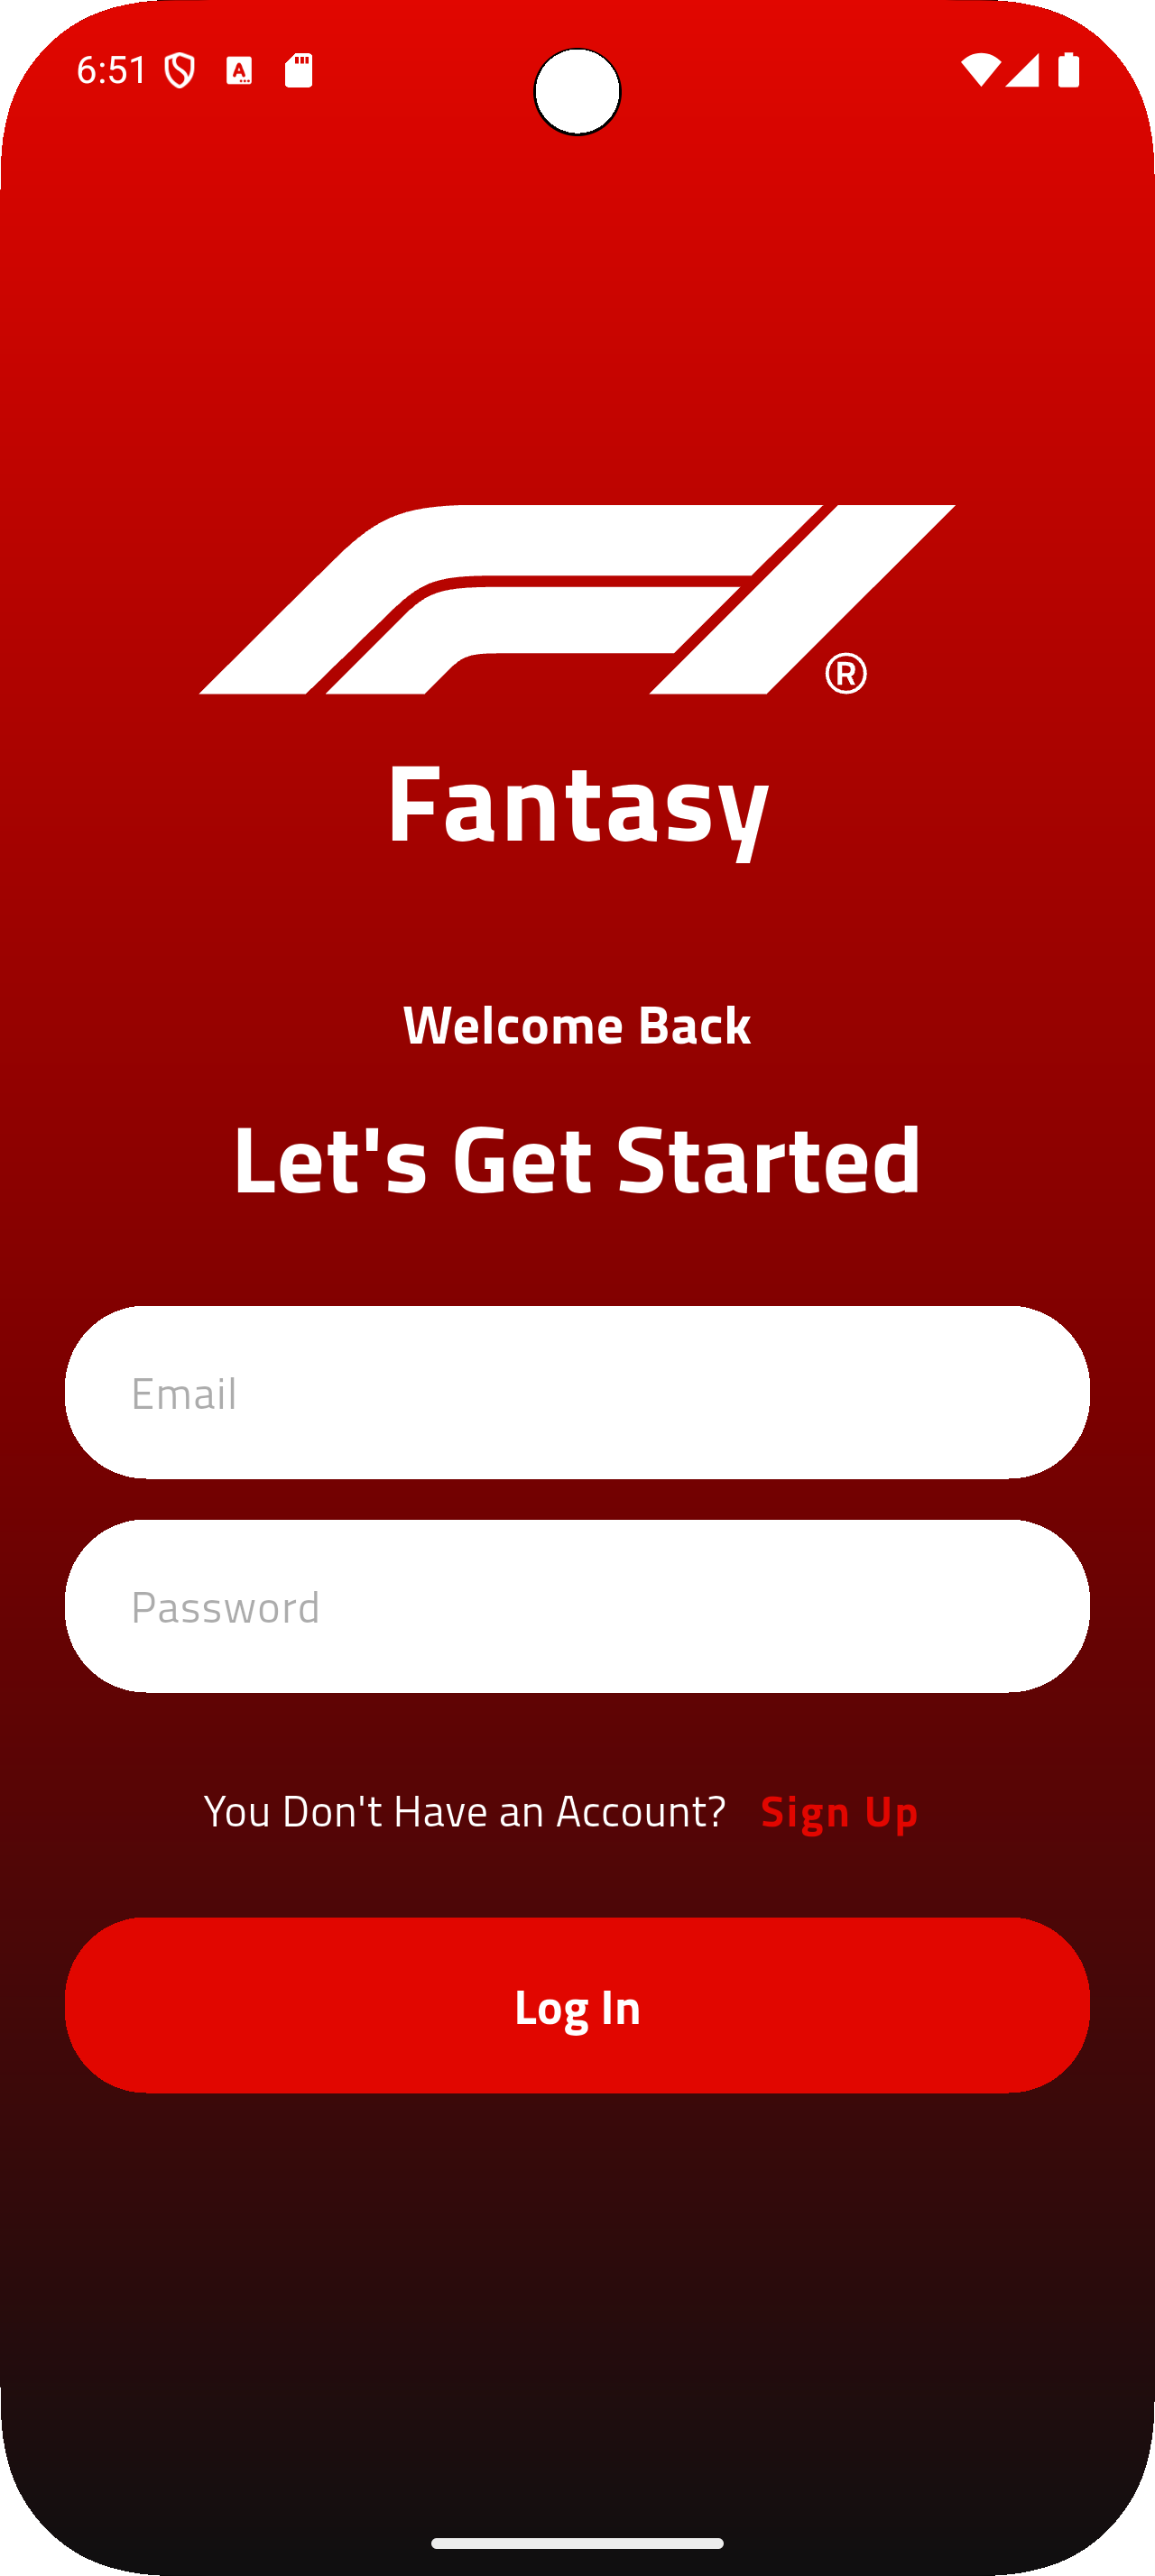 6:51
F1®
Fantasy
Welcome Back
Let's Get Started
Email
Password
You Don't Have an Account? Sign Up
Log In